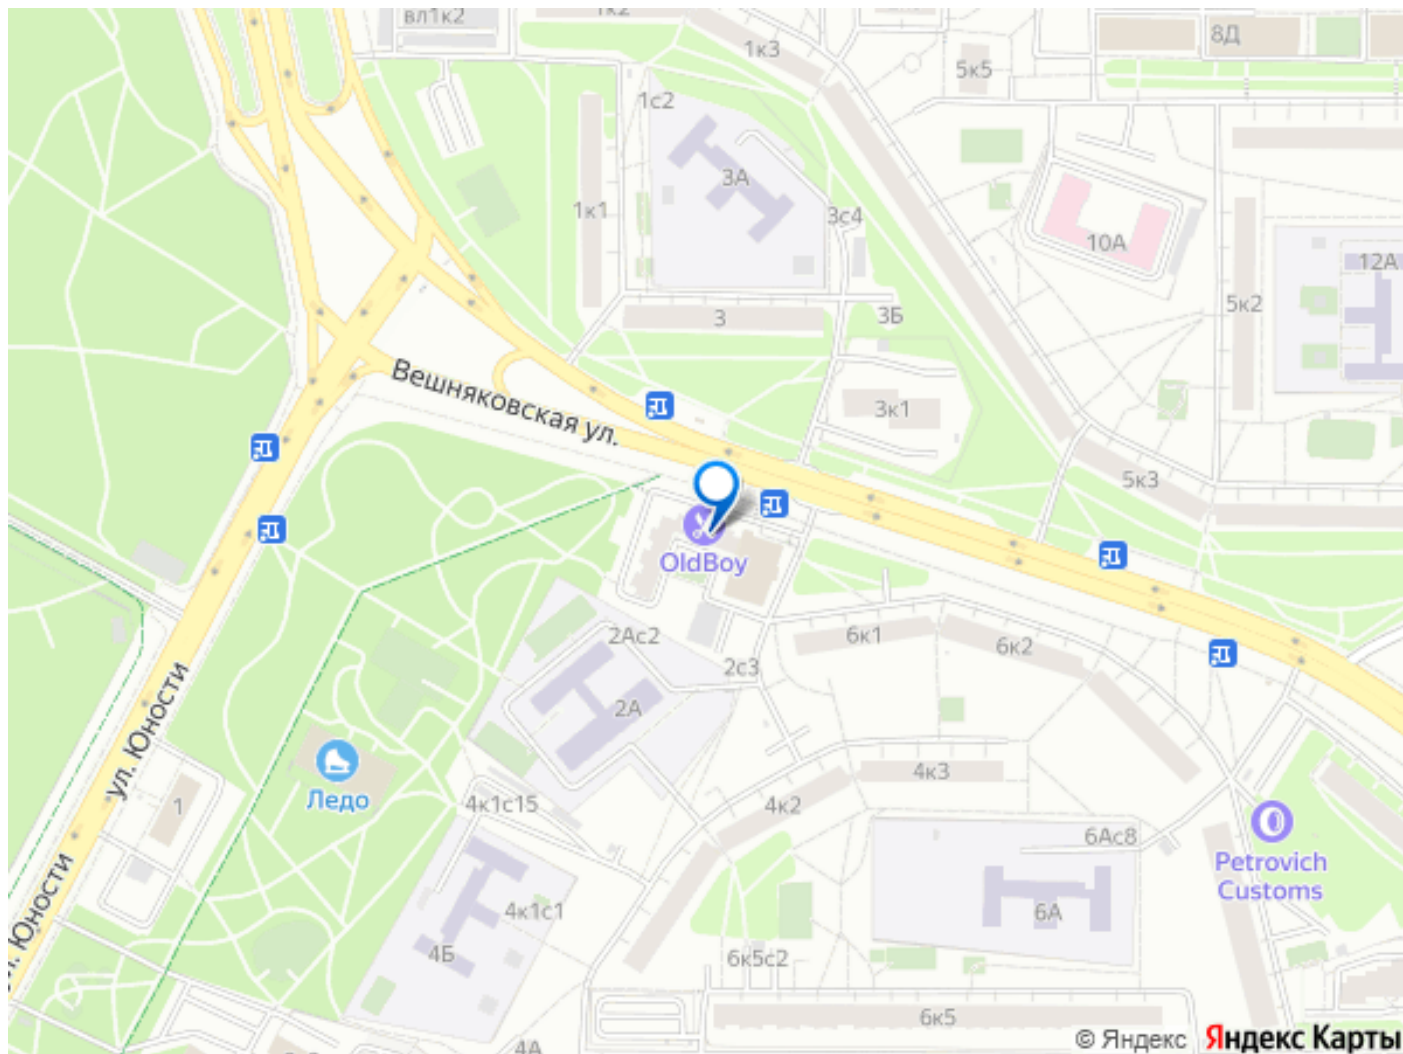 вл1к2
1к2
1к3
8Д
5к5
1с2
3А
1к1
3с4
10А
12А
5к2
3
3Б
Вешняковская ул.
3к1
5к3
OldBoy
6к1
2Ас2
6к2
2с3
2А
ул. Юности
4к3
Ледо
1
4к1с15
4к2
6Ас8
Petrovich
Customs
ул. Юности
4к1с1
6А
4Б
6к5с2
6к5
4А
© Яндекс
Яндекс Карты